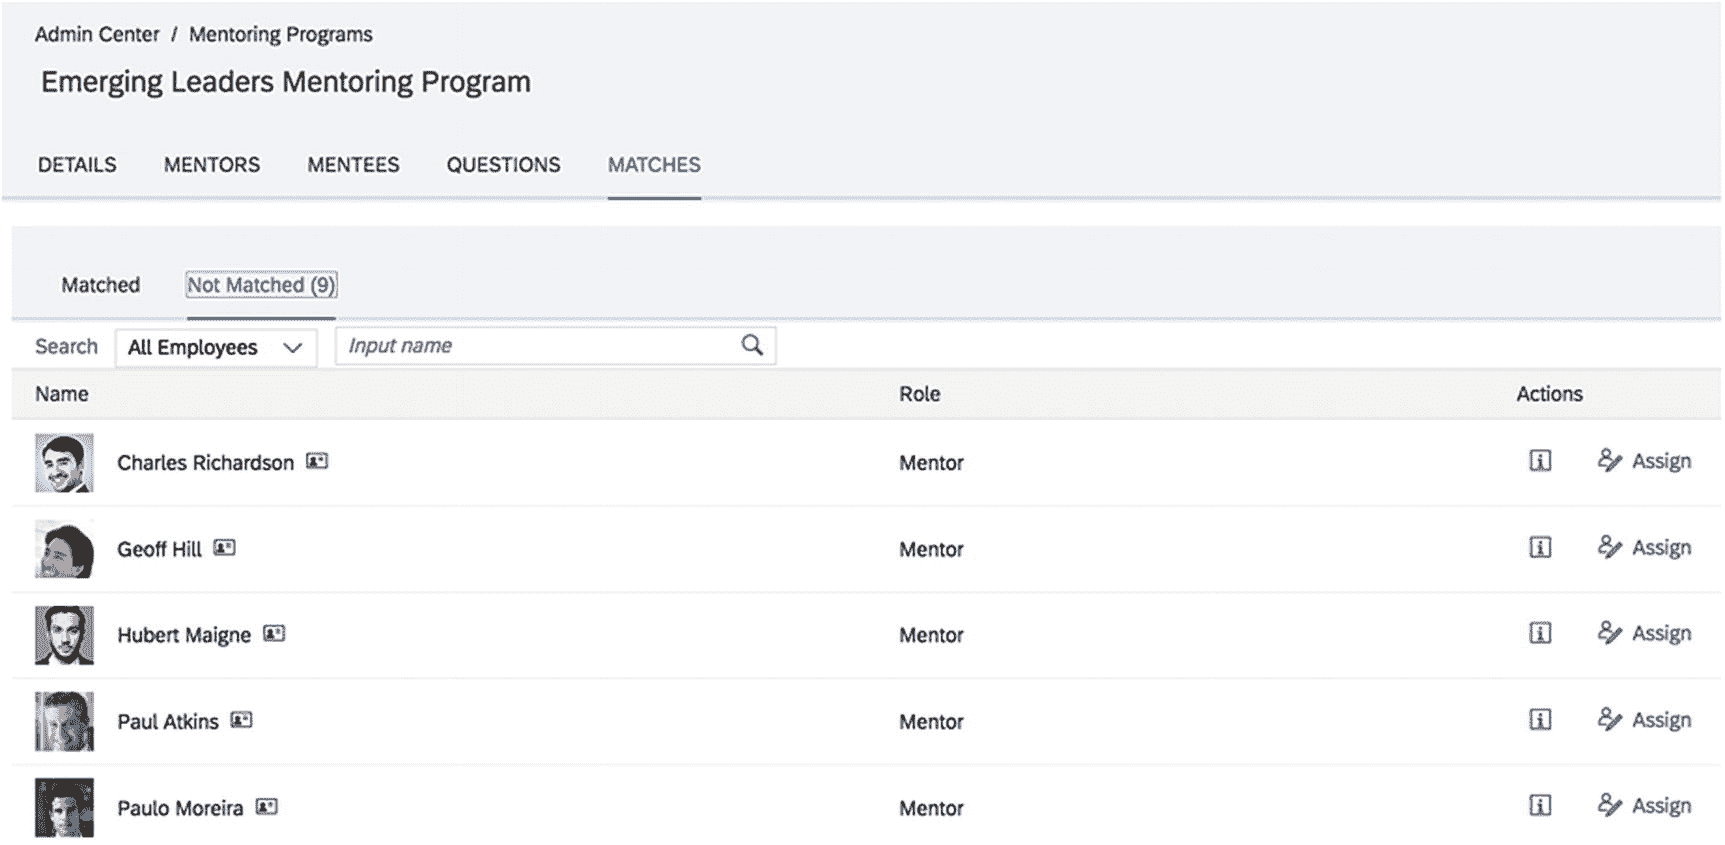 Admin Center / Mentoring Programs
Emerging Leaders Mentoring Program
DETAILS MENTORS MENTEES QUESTIONS MATCHES
Matched Not Matched (9)
Search All Employees Input name
Name Role Actions
Charles Richardson Mentor Assign
Geoff Hill Mentor Assign
Hubert Maigne Mentor Assign
Paul Atkins Mentor Assign
Paulo Moreira Mentor Assign